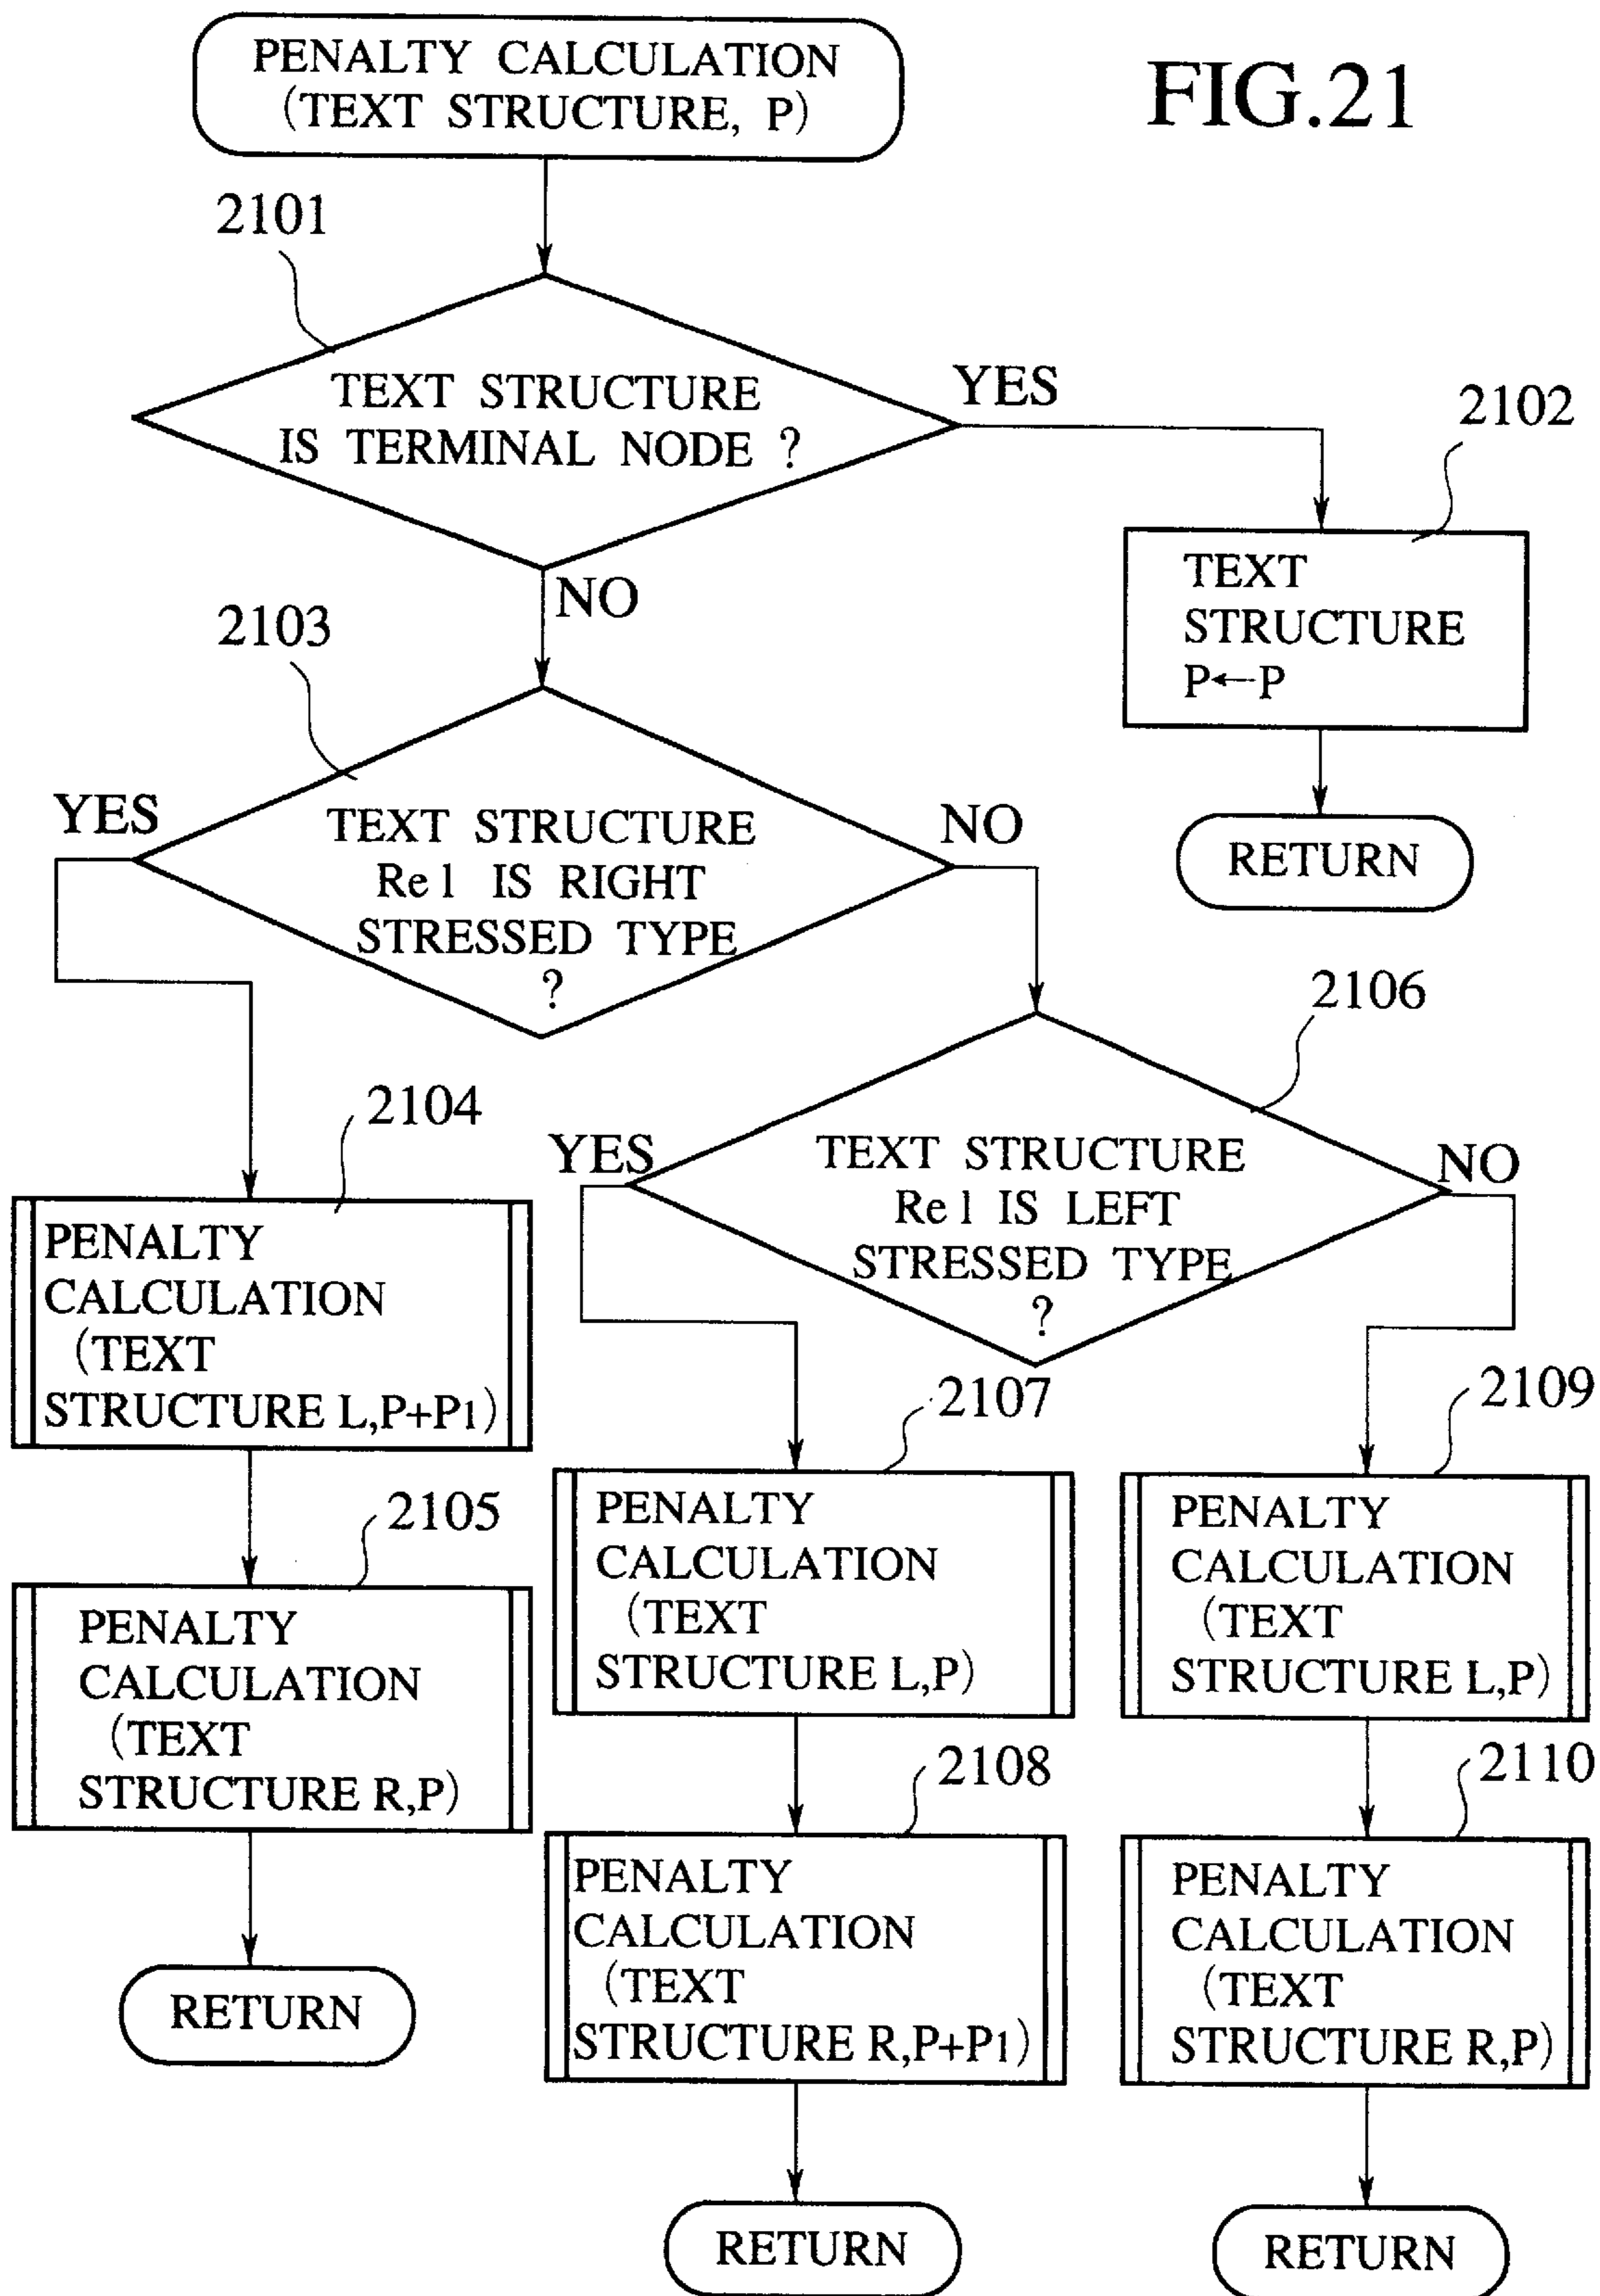 PENALTY CALCULATION
(TEXT STRUCTURE, P)
FIG.21
2101
TEXT STRUCTURE
IS TERMINAL NODE ?
YES
2102
TEXT
STRUCTURE
P←P
RETURN
NO
2103
YES
TEXT STRUCTURE
Rel IS RIGHT
STRESSED TYPE
?
NO
2106
TEXT STRUCTURE
Rel IS LEFT
STRESSED TYPE
?
YES
NO
2104
PENALTY
CALCULATION
(TEXT
STRUCTURE L,P+P1)
2105
PENALTY
CALCULATION
(TEXT
STRUCTURE R,P)
RETURN
2107
PENALTY
CALCULATION
(TEXT
STRUCTURE L,P)
2108
PENALTY
CALCULATION
(TEXT
STRUCTURE R,P+P1)
RETURN
2109
PENALTY
CALCULATION
(TEXT
STRUCTURE L,P)
2110
PENALTY
CALCULATION
(TEXT
STRUCTURE R,P)
RETURN